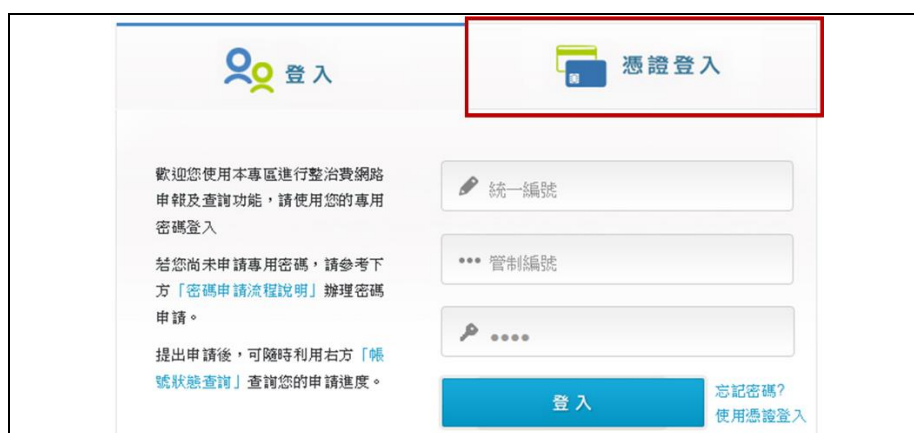 登入
憑證登入
歡迎您使用本專區進行整治費網路
申報及查詢功能，請使用您的專用
密碼登入
若您尚未申請專用密碼，請參考下
方「密碼申請流程說明」辦理密碼
申請。
提出申請後，可隨時利用右方「帳
號狀態查詢」查詢您的申請進度。
統一編號
管制編號
登入
忘記密碼?
使用憑證登入